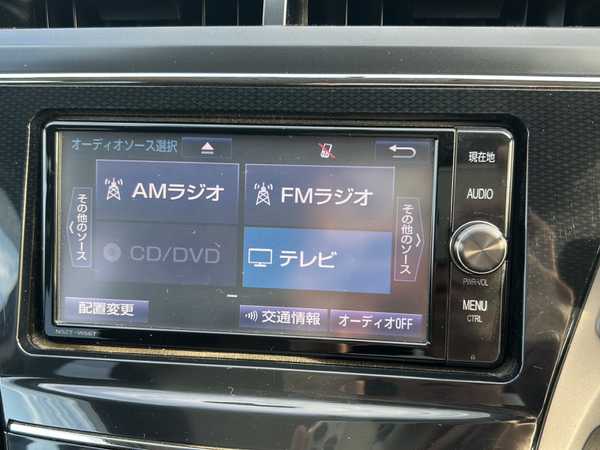 オーディオソース選択
AMラジオ
FMラジオ
その他のソース
CD/DVD
テレビ
その他のソース
配置変更
交通情報
オーディオOFF
NSZT-W66T
現在地
AUDIO
PWR·VOL
MENU
CTRL